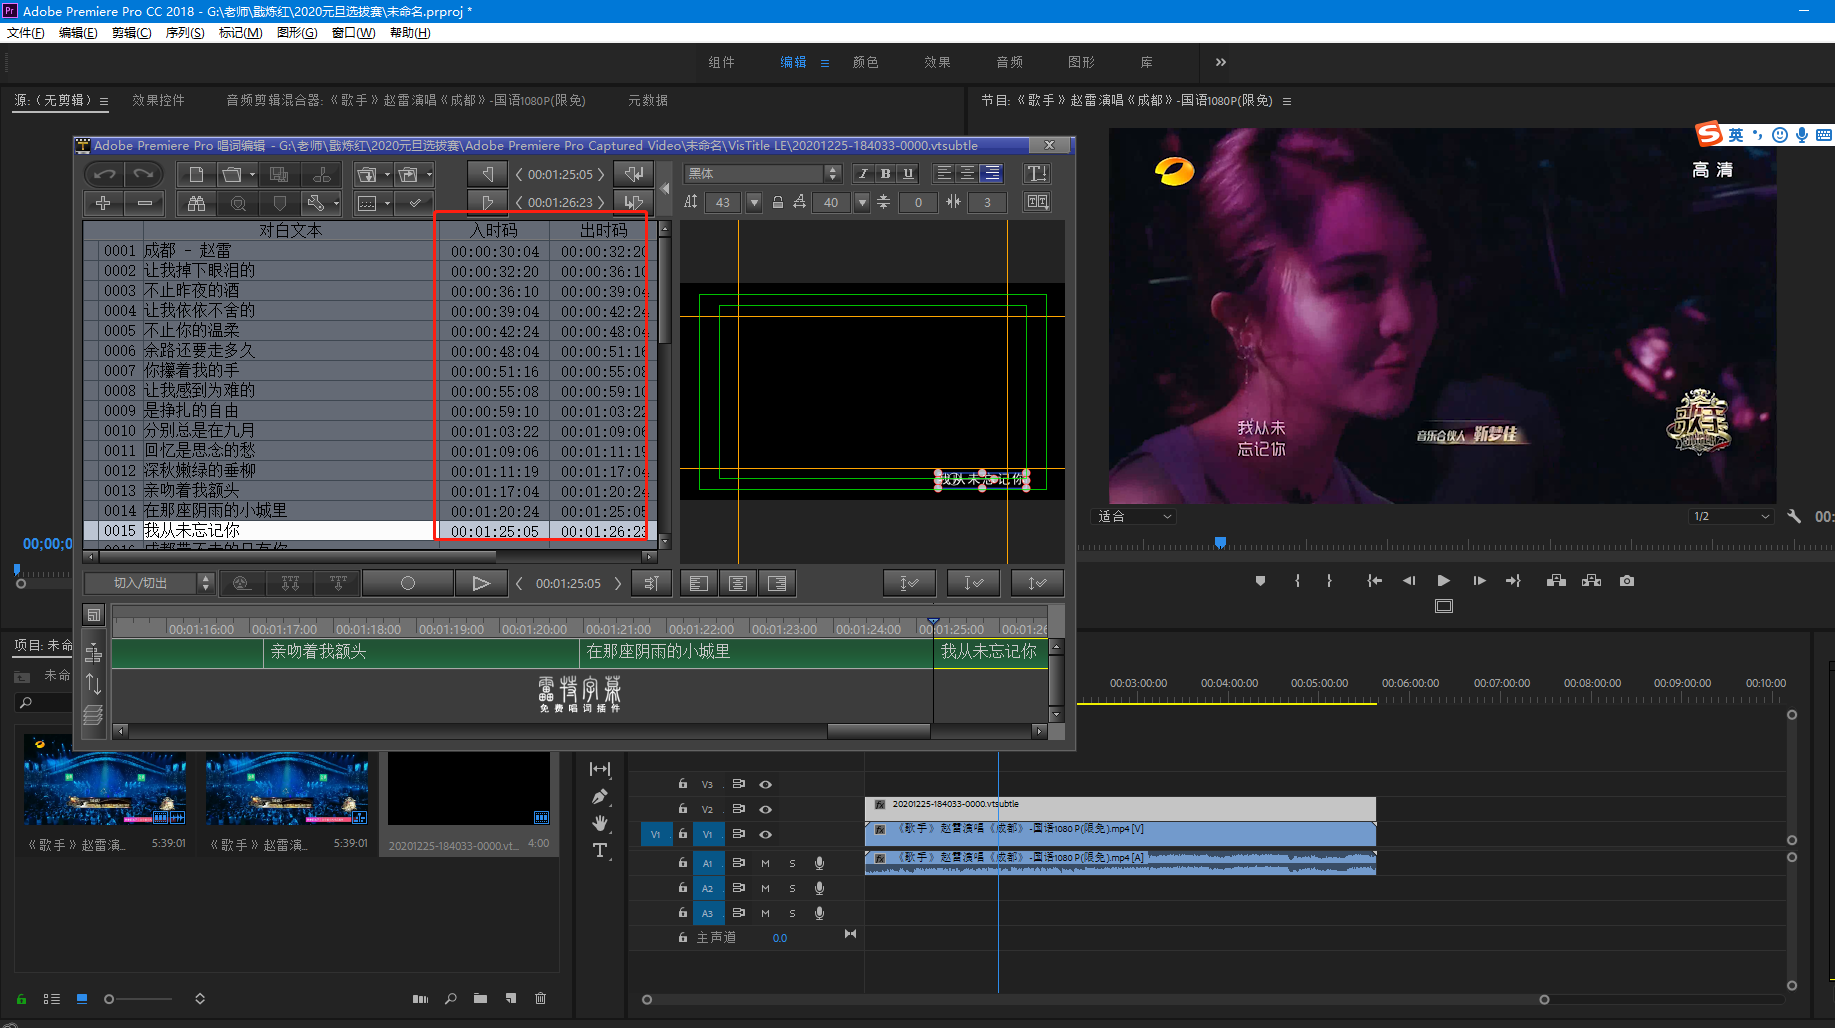 Adobe Premiere Pro CC 2018 - G:\老师\戬炼红\2020元旦选拔赛\未命名.prproj *
文件(F) 编辑(E) 剪辑(C) 序列(S) 标记(M) 图形(G) 窗口(W) 帮助(H)
组件 编辑 颜色 效果 音频 图形 库
源:（无剪辑） 效果控件 音频剪辑混合器:《歌手》赵雷演唱《成都》-国语1080P(限免) 元数据
节目:《歌手》赵雷演唱《成都》-国语1080P(限免)
Adobe Premiere Pro 唱词编辑 - G:\老师\戬炼红\2020元旦选拔赛\Adobe Premiere Pro Captured Video\未命名\VisTitle LE\20201225-184033-0000.vtsubtle
00:01:25:05
00:01:26:23
黑体
43 40 0 3
对白文本 入时码 出时码
0001 成都 - 赵雷 00:00:30:04 00:00:32:20
0002 让我掉下眼泪的 00:00:32:20 00:00:36:10
0003 不止昨夜的酒 00:00:36:10 00:00:39:04
0004 让我依依不舍的 00:00:39:04 00:00:42:24
0005 不止你的温柔 00:00:42:24 00:00:48:04
0006 余路还要走多久 00:00:48:04 00:00:51:16
0007 你攥着我的手 00:00:51:16 00:00:55:08
0008 让我感到为难的 00:00:55:08 00:00:59:10
0009 是挣扎的自由 00:00:59:10 00:01:03:22
0010 分别总是在九月 00:01:03:22 00:01:09:06
0011 回忆是思念的愁 00:01:09:06 00:01:11:19
0012 深秋嫩绿的垂柳 00:01:11:19 00:01:17:04
0013 亲吻着我额头 00:01:17:04 00:01:20:24
0014 在那座阴雨的小城里 00:01:20:24 00:01:25:05
0015 我从未忘记你 00:01:25:05 00:01:26:23
我从未忘记你
切入/切出
00:01:25:05
00:01:16:00 00:01:17:00 00:01:18:00 00:01:19:00 00:01:20:00 00:01:21:00 00:01:22:00 00:01:23:00 00:01:24:00 00:01:25:00 00:01:26
亲吻着我额头 在那座阴雨的小城里 我从未忘记你
雷特字幕
免费唱词插件
英
高清
我从未
忘记你
音乐合伙人 靳梦佳
歌手
适合 1/2 00:
00;00;0
项目: 未命
未命
《歌手》赵雷演... 5:39:01
《歌手》赵雷演... 5:39:01
20201225-184033-0000.vt... 4:00
00:03:00:00 00:04:00:00 00:05:00:00 00:06:00:00 00:07:00:00 00:08:00:00 00:09:00:00 00:10:00
V3
V2
V1 V1
A1 M S
A2 M S
A3 M S
主声道 0.0
fx 20201225-184033-0000.vtsubtle
fx 《歌手》赵雷演唱《成都》-国语1080P(限免).mp4 [V]
fx 《歌手》赵雷演唱《成都》-国语1080P(限免).mp4 [A]